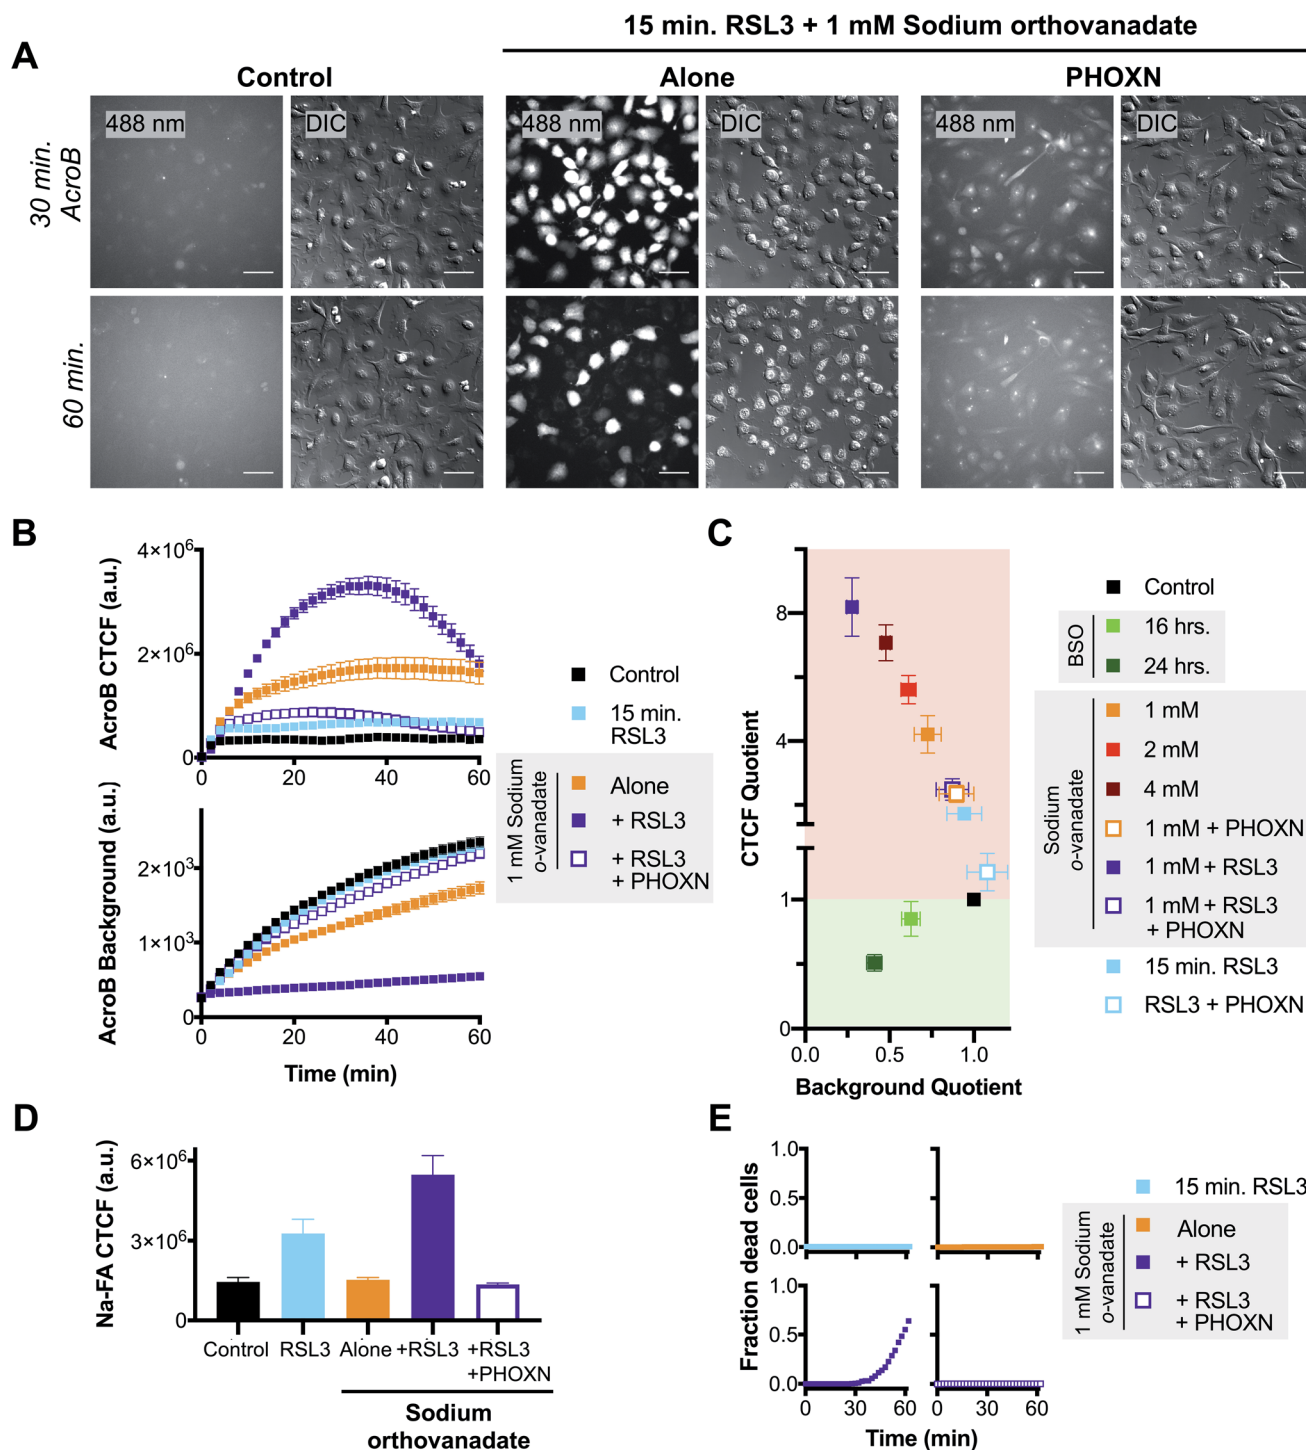 15 min. RSL3 + 1 mM Sodium orthovanadate
A
Control
Alone
PHOXN
30 min.
AcroB
488 nm
DIC
488 nm
DIC
488 nm
DIC
60 min.
B
AcroB CTCF (a.u.)
4×10⁶
2×10⁶
0
0
20
40
60
AcroB Background (a.u.)
2×10³
1×10³
0
0
20
40
60
Time (min)
Control
15 min.
RSL3
1 mM Sodium
o-vanadate
Alone
+ RSL3
+ RSL3
+ PHOXN
C
CTCF Quotient
8
4
1
0
0.0
0.5
1.0
Background Quotient
Control
BSO
16 hrs.
24 hrs.
Sodium
o-vanadate
1 mM
2 mM
4 mM
1 mM + PHOXN
1 mM + RSL3
1 mM + RSL3
+ PHOXN
15 min. RSL3
RSL3 + PHOXN
D
Na-FA CTCF (a.u.)
6×10⁶
3×10⁶
0
Control
RSL3
Alone
+RSL3
+RSL3
+PHOXN
Sodium
orthovanadate
E
Fraction dead cells
1.0
0.5
0.0
1.0
0.5
0.0
0
30
60
0
30
60
Time (min)
15 min. RSL3
1 mM Sodium
o-vanadate
Alone
+ RSL3
+ RSL3
+ PHOXN